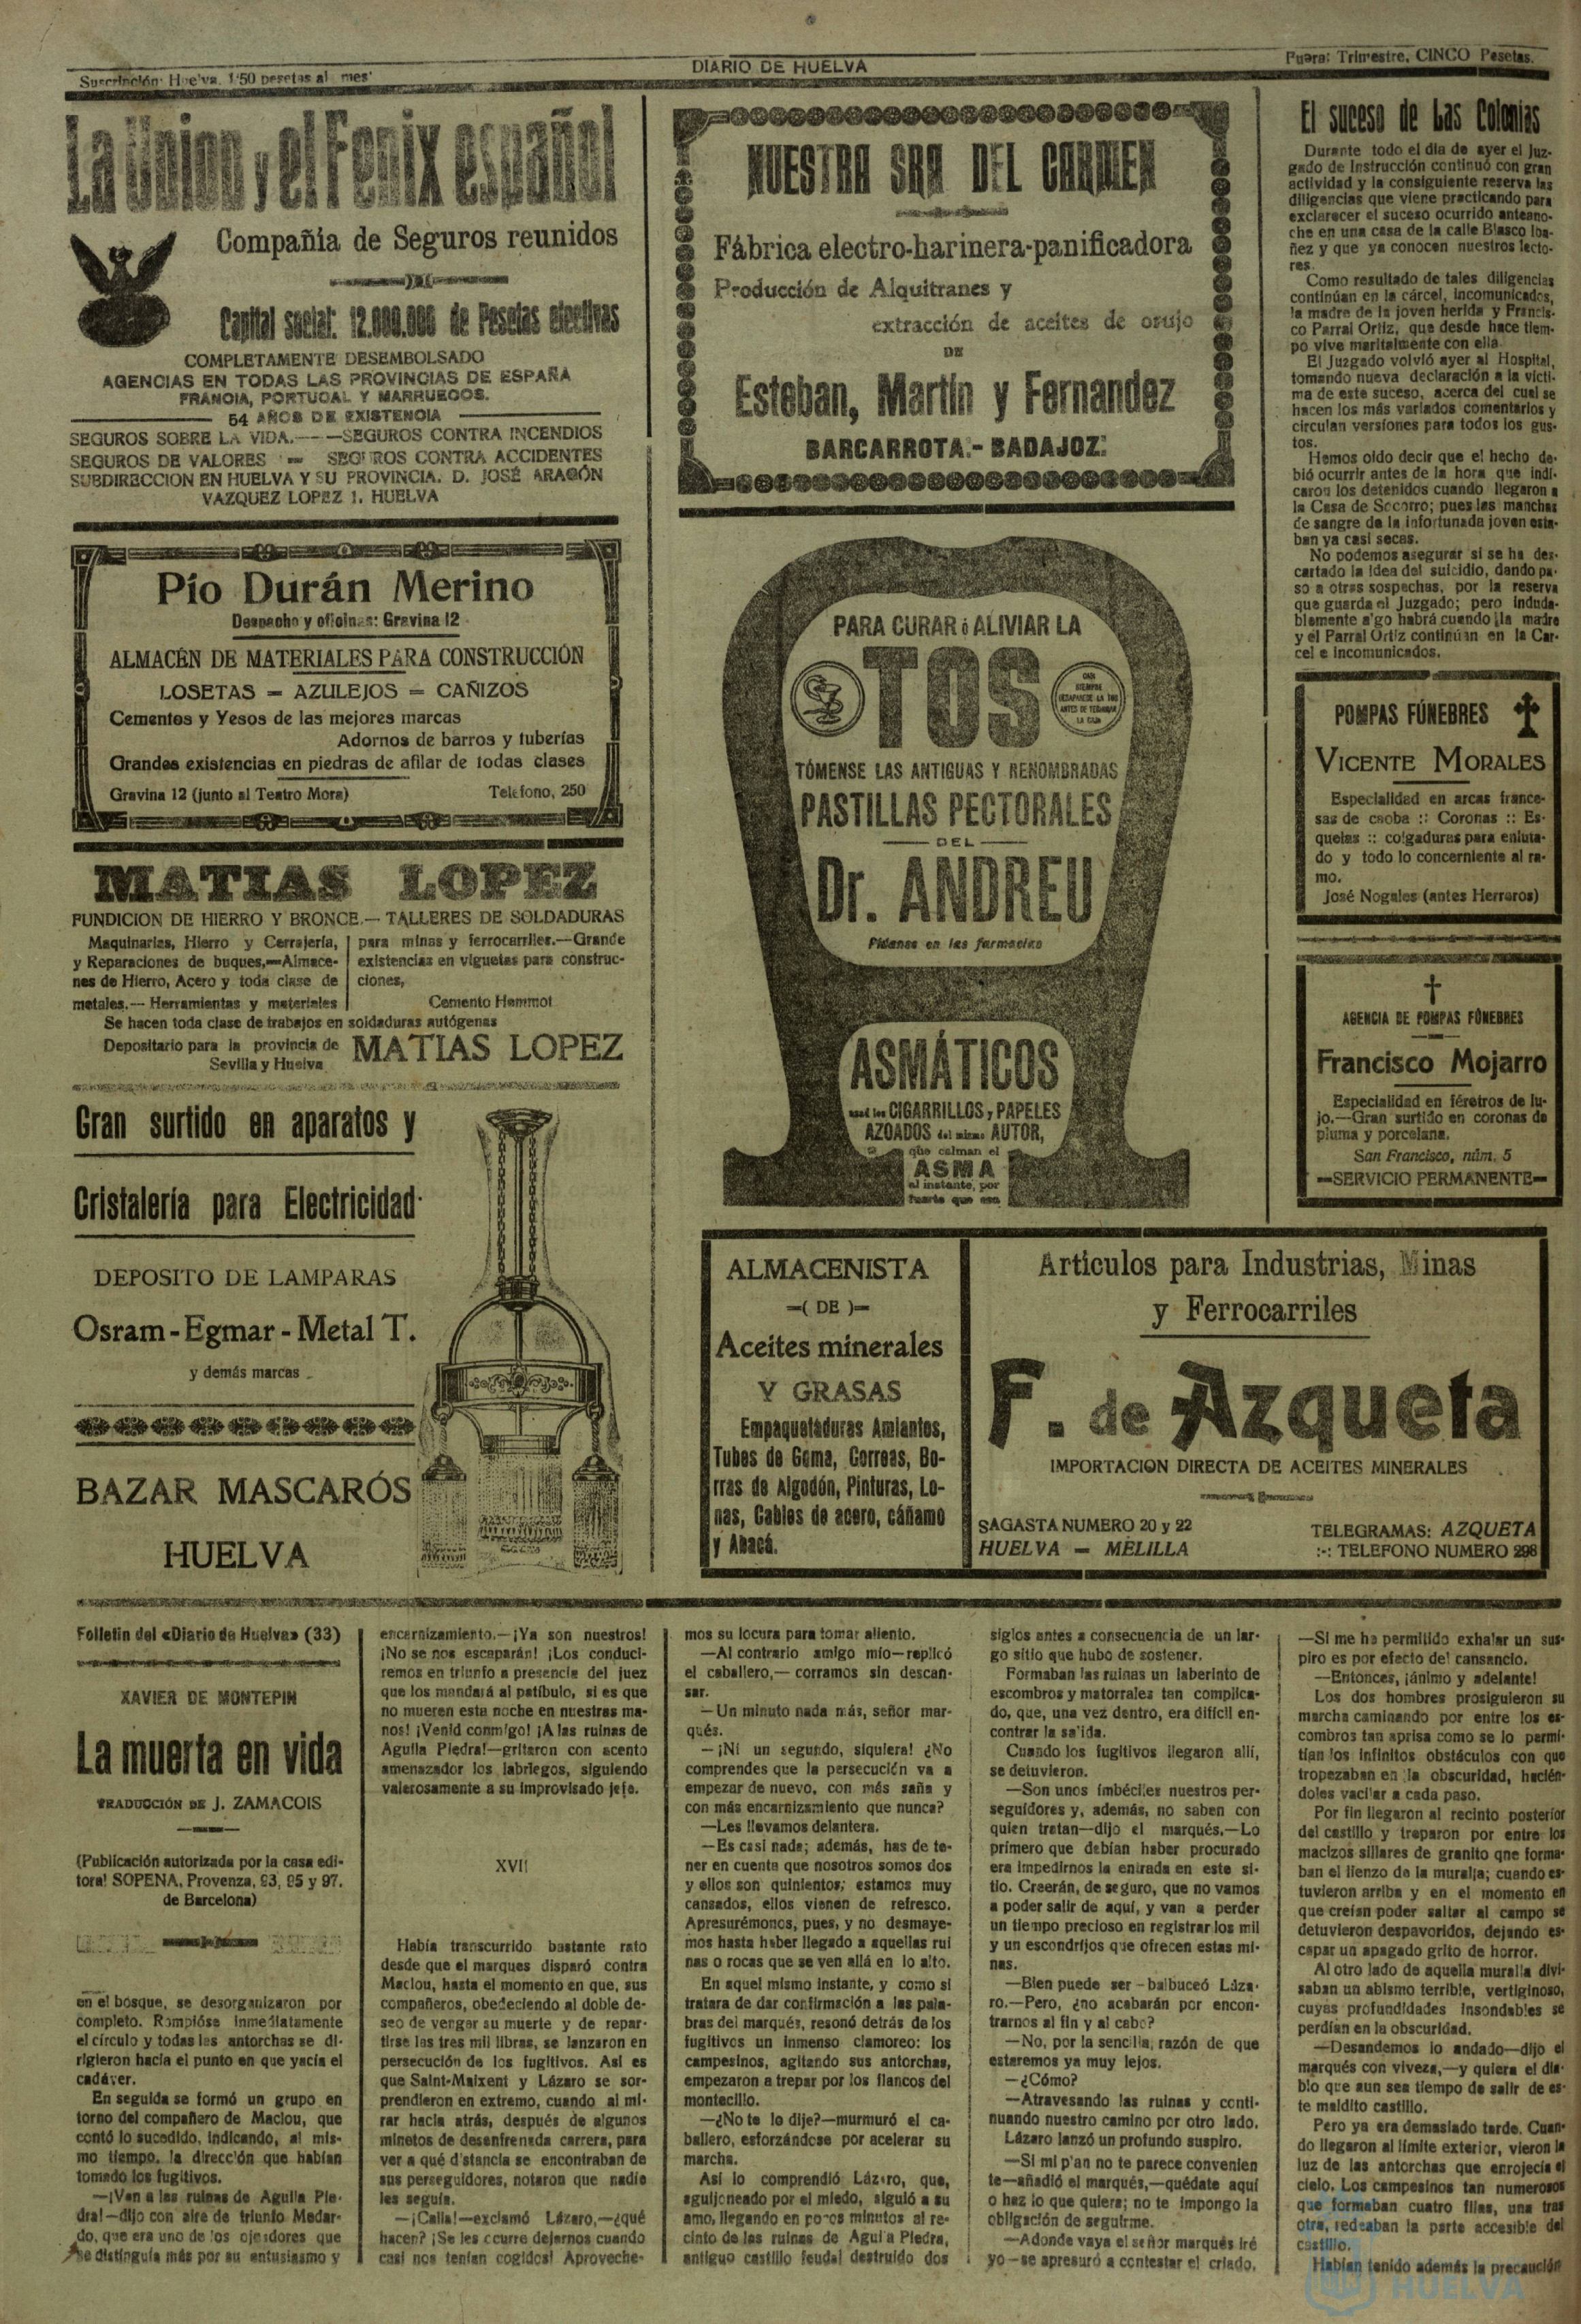 Suscripción: Huelva, 1'50 pesetas al mes
DIARIO DE HUELVA
Fuera: Trimestre, CINCO Pesetas.
La Union y el Fenix español
Compañia de Seguros reunidos
Capital social: 12.000.000 de Pesetas efectivas
COMPLETAMENTE DESEMBOLSADO
AGENCIAS EN TODAS LAS PROVINCIAS DE ESPAÑA
FRANCIA, PORTUGAL Y MARRUECOS.
54 AÑOS DE EXISTENCIA
SEGUROS SOBRE LA VIDA.— —SEGUROS CONTRA INCENDIOS
SEGUROS DE VALORES — SEGUROS CONTRA ACCIDENTES
SUBDIRECCION EN HUELVA Y SU PROVINCIA. D. JOSÉ ARAGÓN
VAZQUEZ LOPEZ 1. HUELVA
Pío Durán Merino
Despacho y oficinas: Gravina 12
ALMACÉN DE MATERIALES PARA CONSTRUCCIÓN
LOSETAS = AZULEJOS = CAÑIZOS
Cementos y Yesos de las mejores marcas
Adornos de barros y tuberías
Grandes existencias en piedras de afilar de todas clases
Gravina 12 (junto al Teatro Mora) Telefono, 250
MATIAS LOPEZ
FUNDICION DE HIERRO Y BRONCE.— TALLERES DE SOLDADURAS
Maquinarias, Hierro y Cerrajería,
y Reparaciones de buques.—Almace-
nes de Hierro, Acero y toda clase de
metales.— Herramientas y materiales
para minas y ferrocarriles.—Grande
existencias en viguetas para construc-
ciones,
Cemento Hammot
Se hacen toda clase de trabajos en soldaduras autógenas
Depositario para la provincia de
Sevilla y Huelva
MATIAS LOPEZ
Gran surtido en aparatos y
Cristalería para Electricidad
DEPOSITO DE LAMPARAS
Osram-Egmar-Metal T.
y demás marcas
BAZAR MASCARÓS
HUELVA
NUESTRA SRA DEL CARMEN
Fábrica electro-harinera-panificadora
Producción de Alquitranes y
extracción de aceites de orujo
DE
Esteban, Martín y Fernandez
BARCARROTA.- BADAJOZ.
PARA CURAR ó ALIVIAR LA
TOS
CASI
SIEMPRE
DESAPARECE LA TOS
ANTES DE TERMINAR
LA CAJA
TÓMENSE LAS ANTIGUAS Y RENOMBRADAS
PASTILLAS PECTORALES
DEL
Dr. ANDREU
Pídanse en las farmacias
ASMÁTICOS
usad los CIGARRILLOS y PAPELES
AZOADOS del mismo AUTOR,
que calman el
ASMA
al instante, por
fuerte que sea
ALMACENISTA
—( DE )—
Aceites minerales
Y GRASAS
Empaquetaduras Amiantos,
Tubos de Goma, Correas, Bo-
rras de Algodón, Pinturas, Lo-
nas, Cables de acero, cáñamo
y Abacá.
Articulos para Industrias, Minas
y Ferrocarriles
F. de Azqueta
IMPORTACION DIRECTA DE ACEITES MINERALES
SAGASTA NUMERO 20 y 22
HUELVA — MELILLA
TELEGRAMAS: AZQUETA
:-: TELEFONO NUMERO 298
El suceso de Las Colonias
Durante todo el día de ayer el Juz-
gado de Instrucción continuó con gran
actividad y la consiguiente reserva las
diligencias que viene practicando para
exclarecer el suceso ocurrido anteano-
che en una casa de la calle Blasco Iba-
ñez y que ya conocen nuestros lecto-
res.
Como resultado de tales diligencias
continúan en la cárcel, incomunicados,
la madre de la joven herida y Francis-
co Parral Ortiz, que desde hace tiem-
po vive maritalmente con ella.
El Juzgado volvió ayer al Hospital,
tomando nueva declaración a la vícti-
ma de este suceso, acerca del cual se
hacen los más variados comentarios y
circulan versiones para todos los gus-
tos.
Hemos oído decir que el hecho de-
bió ocurrir antes de la hora que indi-
caron los detenidos cuando llegaron a
la Casa de Socorro; pues las manchas
de sangre de la infortunada joven esta-
ban ya casi secas.
No podemos asegurar si se ha des-
cartado la idea del suicidio, dando pa-
so a otras sospechas, por la reserva
que guarda el Juzgado; pero induda-
blemente a'go habrá cuando la madre
y el Parral Ortiz continúan en la Car-
cel e incomunicados.
POMPAS FÚNEBRES
VICENTE MORALES
Especialidad en arcas france-
sas de caoba :: Coronas :: Es-
quelas :: colgaduras para enluta-
do y todo lo concerniente al ra-
mo.
José Nogales (antes Herreros)
AGENCIA DE POMPAS FÚNEBRES
Francisco Mojarro
Especialidad en féretros de lu-
jo.—Gran surtido en coronas de
pluma y porcelana.
San Francisco, núm. 5
—SERVICIO PERMANENTE—
Folletín del «Diario de Huelva» (33)
XAVIER DE MONTEPIN
La muerta en vida
TRADUCCIÓN DE J. ZAMACOIS
(Publicación autorizada por la casa edi-
tora! SOPENA, Provenza, 93, 95 y 97.
de Barcelona)
en el bosque, se desorganizaron por
completo. Rompióse inmediatamente
el círculo y todas las antorchas se di-
rigieron hacia el punto en que yacía el
cadáver.
En seguida se formó un grupo en
torno del compañero de Maclou, que
contó lo sucedido, indicando, al mis-
mo tiempo, la dirección que habían
tomado los fugitivos.
—¡Van a las ruinas de Aguila Pie-
dra!—dijo con aire de triunfo Medar-
do, que era uno de los ojeadores que
se distinguía más por su entusiasmo y
encarnizamiento.—¡Ya son nuestros!
¡No se nos escaparán! ¡Los conduci-
remos en triunfo a presencia del juez
que los mandará al patíbulo, si es que
no mueren esta noche en nuestras ma-
nos! ¡Venid conmigo! ¡A las ruinas de
Aguila Piedra!—gritaron con acento
amenazador los labriegos, siguiendo
valerosamente a su improvisado jefe.
XVII
Había transcurrido bastante rato
desde que el marques disparó contra
Maclou, hasta el momento en que, sus
compañeros, obedeciendo al doble de-
seo de vengar su muerte y de repar-
tirse las tres mil libras, se lanzaron en
persecución de los fugitivos. Así es
que Saint-Maixent y Lázaro se sor-
prendieron en extremo, cuando al mi-
rar hacia atrás, después de algunos
minetos de desenfrenada carrera, para
ver a qué d'stancia se encontraban de
sus perseguidores, notaron que nadie
les seguía.
—¡Calla!—exclamó Lázaro,—¿qué
hacen? ¡Se les ocurre dejarnos cuando
casi nos tenían cogidos! Aproveche-
mos su locura para tomar aliento.
—Al contrario amigo mío—replicó
el caballero,— corramos sin descan-
sar.
—Un minuto nada más, señor mar-
qués.
—¡Ni un segundo, siquiera! ¿No
comprendes que la persecución va a
empezar de nuevo, con más saña y
con más encarnizamiento que nunca?
—Les llevamos delantera.
—Es casi nada; además, has de te-
ner en cuenta que nosotros somos dos
y ellos son quinientos; estamos muy
cansados, ellos vienen de refresco.
Apresurémonos, pues, y no desmaye-
mos hasta haber llegado a aquellas rui
nas o rocas que se ven allá en lo alto.
En aquel mismo instante, y como si
tratara de dar confirmación a las pala-
bras del marqués, resonó detrás de los
fugitivos un inmenso clamoreo: los
campesinos, agitando sus antorchas,
empezaron a trepar por los flancos del
montecillo.
—¿No te lo dije?—murmuró el ca-
ballero, esforzándose por acelerar su
marcha.
Así lo comprendió Lázaro, que,
aguijoneado por el miedo, siguió a su
amo, llegando en pocos minutos al re-
cinto de las ruinas de Aguila Piedra,
antiguo castillo feudal destruído dos
siglos antes a consecuencia de un lar-
go sitio que hubo de sostener.
Formaban las ruinas un laberinto de
escombros y matorrales tan complica-
do, que, una vez dentro, era difícil en-
contrar la sa'ida.
Cuando los fugitivos llegaron allí,
se detuvieron.
—Son unos imbéciles nuestros per-
seguidores y, además, no saben con
quien tratan—dijo el marqués.—Lo
primero que debían haber procurado
era impedirnos la entrada en este si-
tio. Creerán, de seguro, que no vamos
a poder salir de aquí, y van a perder
un tiempo precioso en registrar los mil
y un escondrijos que ofrecen estas mi-
nas.
—Bien puede ser—balbuceó Láza-
ro.—Pero, ¿no acabarán por encon-
trarnos al fin y al cabo?
—No, por la sencilla, razón de que
estaremos ya muy lejos.
—¿Cómo?
—Atravesando las ruinas y conti-
nuando nuestro camino por otro lado.
Lázaro lanzó un profundo suspiro.
—Si mi p'an no te parece convenien
te—añadió el marqués,—quédate aquí
o haz lo que quiera; no te impongo la
obligación de seguirme.
—Adonde vaya el señor marqués iré
yo—se apresuró a contestar el criado.
—Si me ha permitido exhalar un sus-
piro es por efecto del cansancio.
—Entonces, ¡ánimo y adelante!
Los dos hombres prosiguieron su
marcha caminando por entre los es-
combros tan aprisa como se lo permi-
tían los infinitos obstáculos con que
tropezaban en la obscuridad, hacién-
doles vacilar a cada paso.
Por fin llegaron al recinto posterior
del castillo y treparon por entre los
macizos sillares de granito qne forma-
ban el lienzo de la muralla; cuando es-
tuvieron arriba y en el momento en
que creían poder saltar al campo se
detuvieron despavoridos, dejando es-
capar un apagado grito de horror.
Al otro lado de aquella muralla divi-
saban un abismo terrible, vertiginoso,
cuyas profundidades insondables se
perdían en la obscuridad.
—Desandemos lo andado—dijo el
marqués con viveza,—y quiera el dia-
blo que aun sea tiempo de salir de es-
te maldito castillo.
Pero ya era demasiado tarde. Cuan-
do llegaron al límite exterior, vieron la
luz de las antorchas que enrojecía el
cielo. Los campesinos tan numerosos
que formaban cuatro filas, una tras
otra, rodeaban la parte accesible del
castillo.
Habían tenido además la precaución
HUELVA